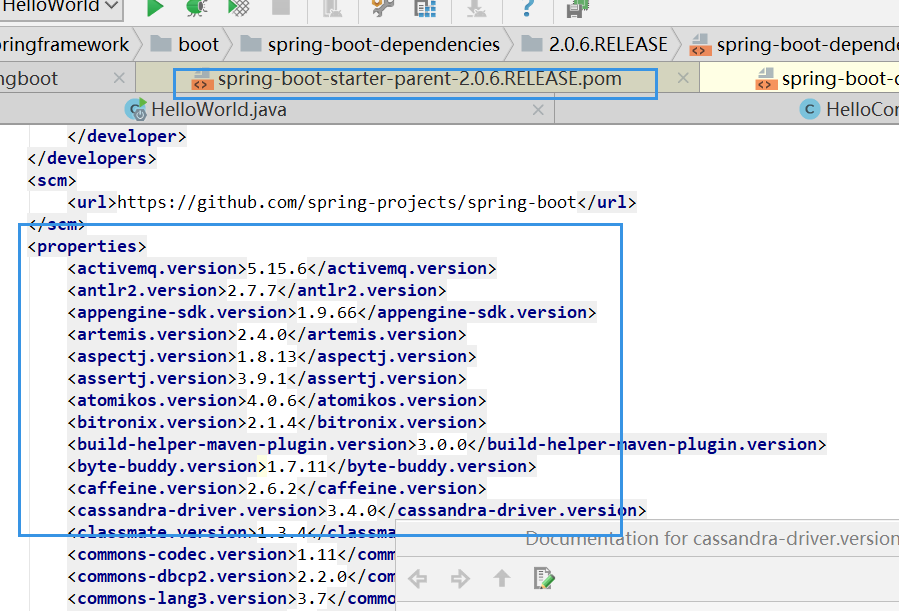 HelloWorld
ringframework boot spring-boot-dependencies 2.0.6.RELEASE spring-boot-depende
ngboot spring-boot-starter-parent-2.0.6.RELEASE.pom spring-boot-d
HelloWorld.java HelloCon
</developer>
</developers>
<scm>
<url>https://github.com/spring-projects/spring-boot</url>
</scm>
<properties>
<activemq.version>5.15.6</activemq.version>
<antlr2.version>2.7.7</antlr2.version>
<appengine-sdk.version>1.9.66</appengine-sdk.version>
<artemis.version>2.4.0</artemis.version>
<aspectj.version>1.8.13</aspectj.version>
<assertj.version>3.9.1</assertj.version>
<atomikos.version>4.0.6</atomikos.version>
<bitronix.version>2.1.4</bitronix.version>
<build-helper-maven-plugin.version>3.0.0</build-helper-maven-plugin.version>
<byte-buddy.version>1.7.11</byte-buddy.version>
<caffeine.version>2.6.2</caffeine.version>
<cassandra-driver.version>3.4.0</cassandra-driver.version>
<classmate.version>1.3.4</classma
Documentation for cassandra-driver.version
<commons-codec.version>1.11</comm
<commons-dbcp2.version>2.2.0</com
<commons-lang3.version>3.7</commo